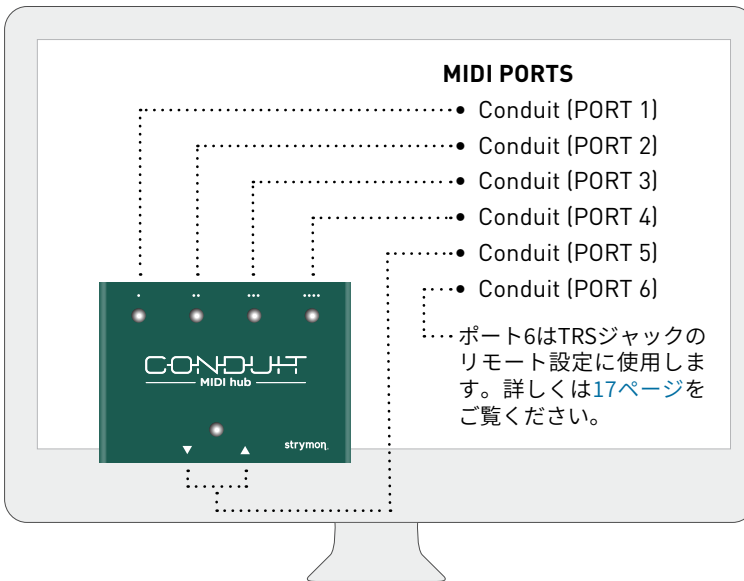 MIDI PORTS
• Conduit (PORT 1)
• Conduit (PORT 2)
• Conduit (PORT 3)
• Conduit (PORT 4)
• Conduit (PORT 5)
• Conduit (PORT 6)
ポート6はTRSジャックの
リモート設定に使用しま
す。詳しくは17ページを
ご覧ください。
CONDUIT
MIDI hub
strymon.